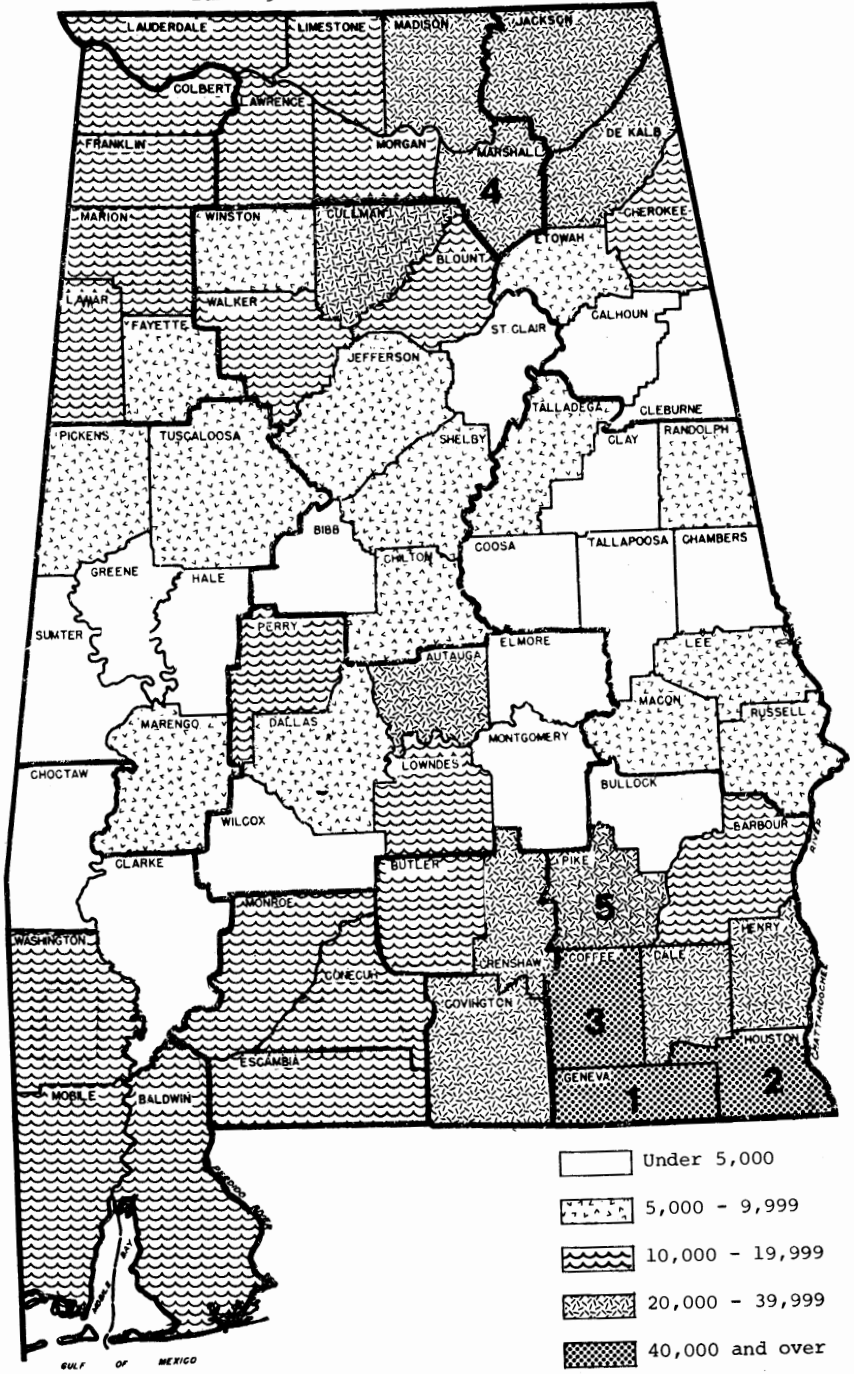 LAUDERDALE
LIMESTONE
MADISON
JACKSON
COLBERT
LAWRENCE
FRANKLIN
MORGAN
MARSHALL
DE KALB
4
MARION
WINSTON
CULLMAN
CHEROKEE
ETOWAH
BLOUNT
LAMAR
WALKER
FAYETTE
ST. CLAIR
CALHOUN
JEFFERSON
TALLADEGA
CLEBURNE
PICKENS
TUSCALOOSA
SHELBY
CLAY
RANDOLPH
BIBB
GREENE
HALE
CHILTON
COOSA
TALLAPOOSA
CHAMBERS
SUMTER
PERRY
ELMORE
LEE
AUTAUGA
MACON
RUSSELL
MARENGO
DALLAS
MONTGOMERY
CHOCTAW
LOWNDES
BULLOCK
WILCOX
BARBOUR
RIVER
CLARKE
BUTLER
PIKE
5
MONROE
WASHINGTON
CRENSHAW
COFFEE
DALE
HENRY
CONECUH
COVINGTON
3
CHATTAHOOCHEE
ESCAMBIA
HOUSTON
2
MOBILE
BALDWIN
GENEVA
1
PERDIDO RIVER
MOBILE BAY
GULF OF MEXICO
Under 5,000
5,000 - 9,999
10,000 - 19,999
20,000 - 39,999
40,000 and over